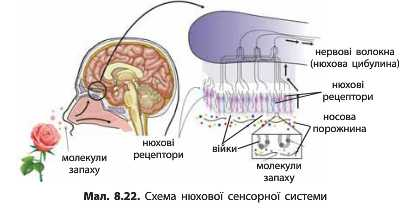 нервові волокна
(нюхова цибулина)
нюхові
рецептори
носова
порожнина
молекули
запаху
нюхові
рецептори
війки
молекули
запаху
Мал. 8.22. Схема нюхової сенсорної системи